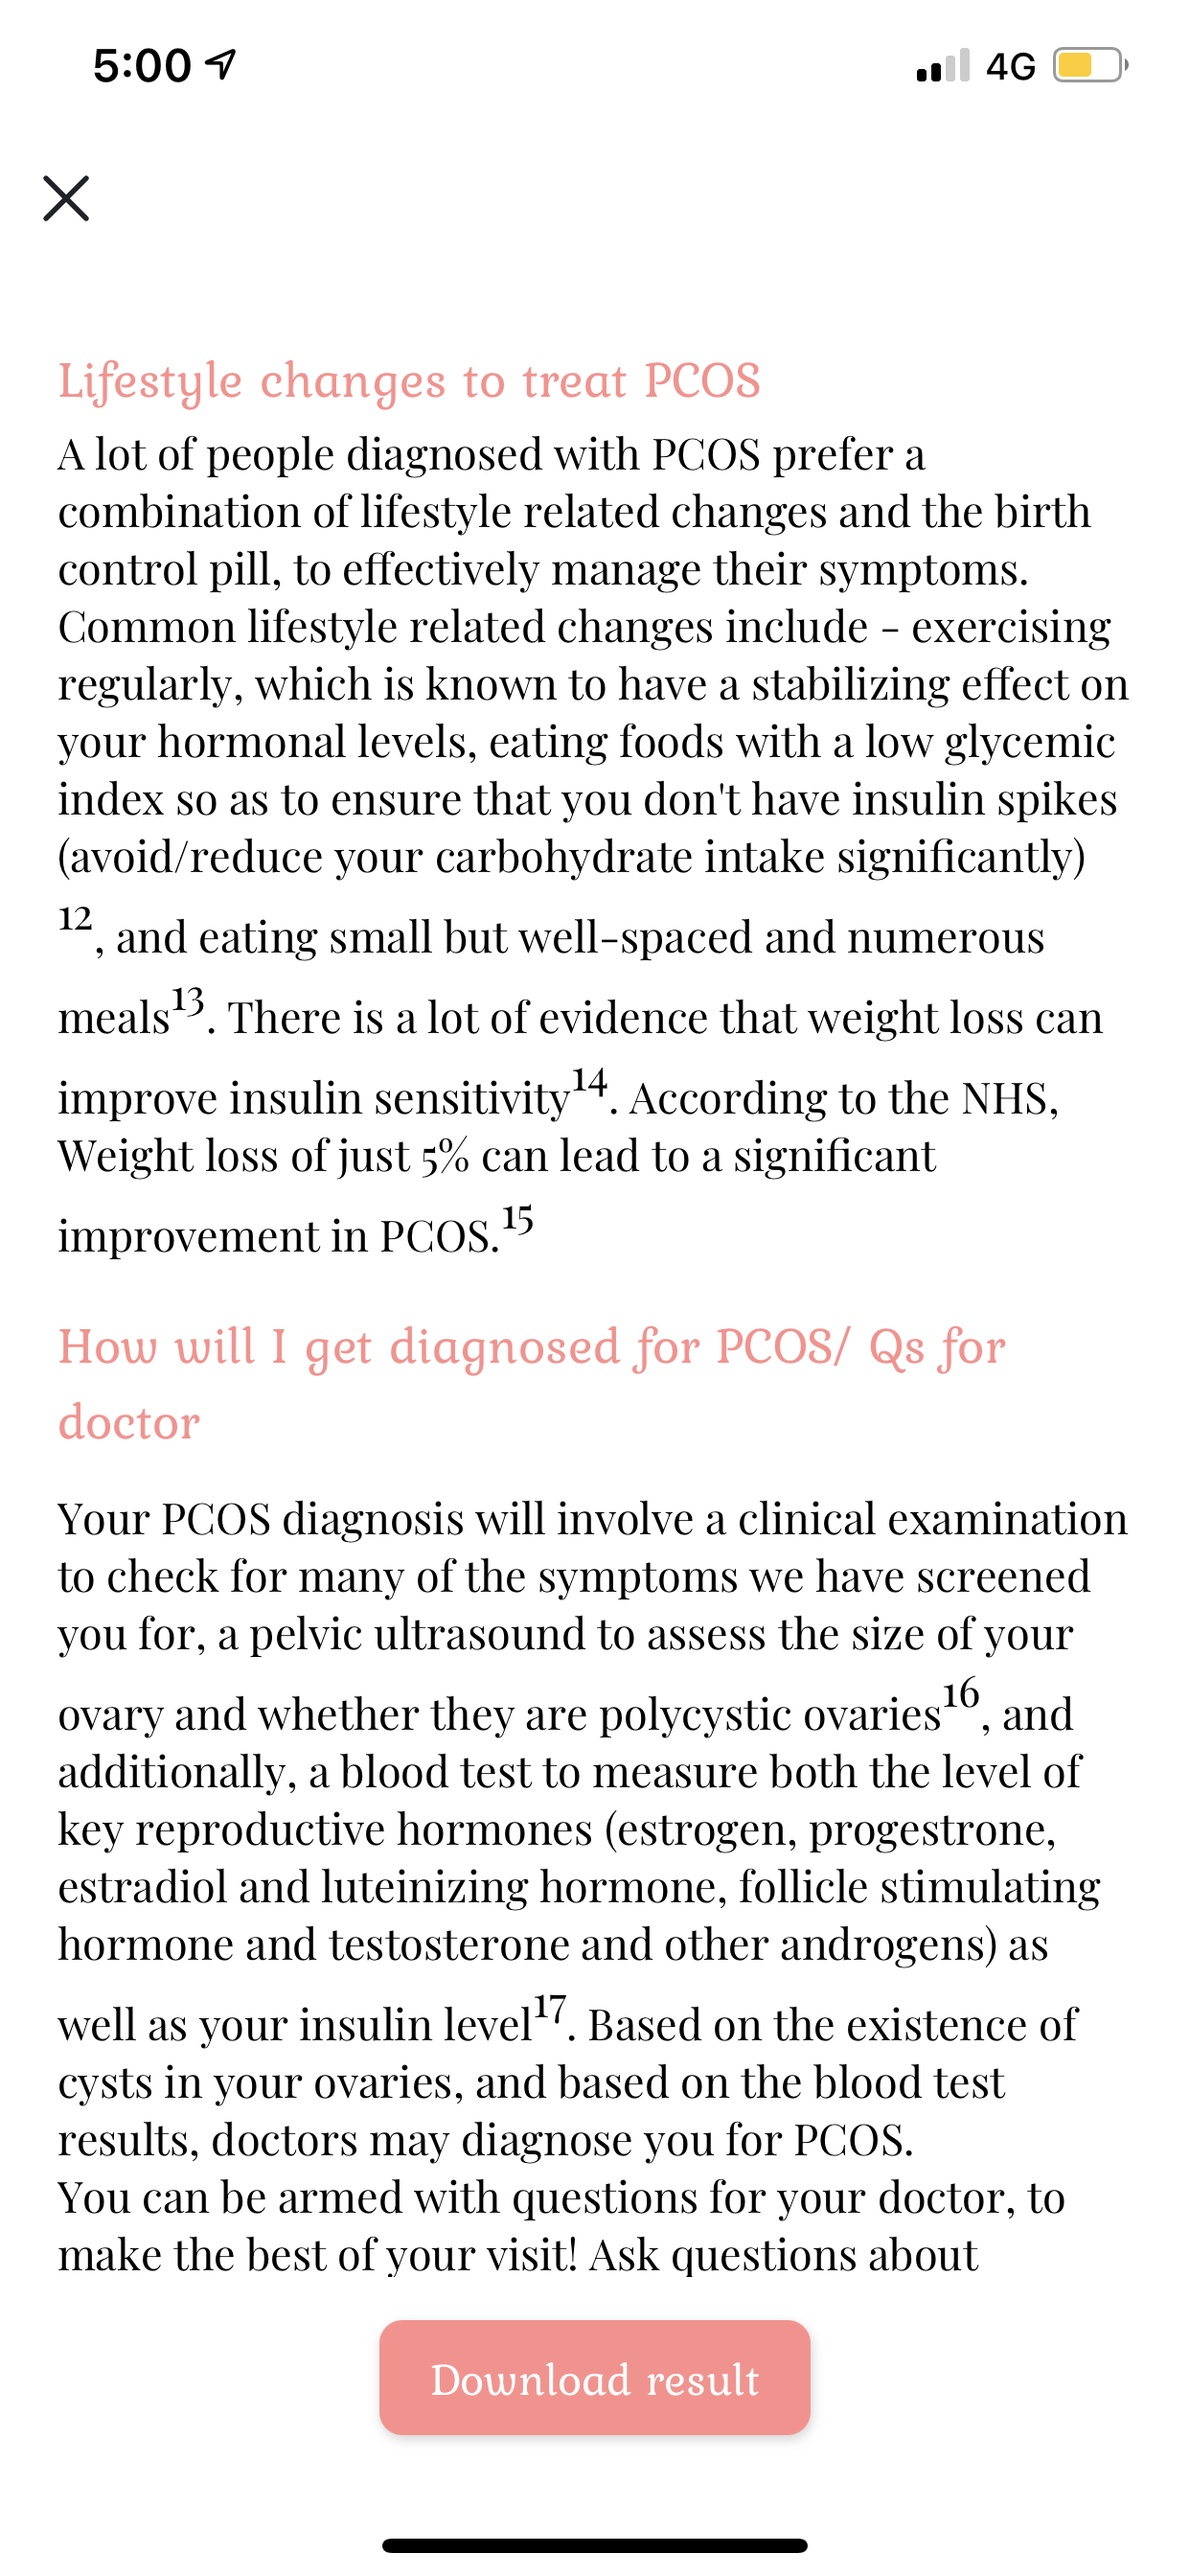 5:00
4G
Lifestyle changes to treat PCOS
A lot of people diagnosed with PCOS prefer a
combination of lifestyle related changes and the birth
control pill, to effectively manage their symptoms.
Common lifestyle related changes include - exercising
regularly, which is known to have a stabilizing effect on
your hormonal levels, eating foods with a low glycemic
index so as to ensure that you don't have insulin spikes
(avoid/reduce your carbohydrate intake significantly)
12, and eating small but well-spaced and numerous
meals13. There is a lot of evidence that weight loss can
improve insulin sensitivity14. According to the NHS,
Weight loss of just 5% can lead to a significant
improvement in PCOS.15
How will I get diagnosed for PCOS/ Qs for
doctor
Your PCOS diagnosis will involve a clinical examination
to check for many of the symptoms we have screened
you for, a pelvic ultrasound to assess the size of your
ovary and whether they are polycystic ovaries16, and
additionally, a blood test to measure both the level of
key reproductive hormones (estrogen, progestrone,
estradiol and luteinizing hormone, follicle stimulating
hormone and testosterone and other androgens) as
well as your insulin level17. Based on the existence of
cysts in your ovaries, and based on the blood test
results, doctors may diagnose you for PCOS.
You can be armed with questions for your doctor, to
make the best of your visit! Ask questions about
Download result